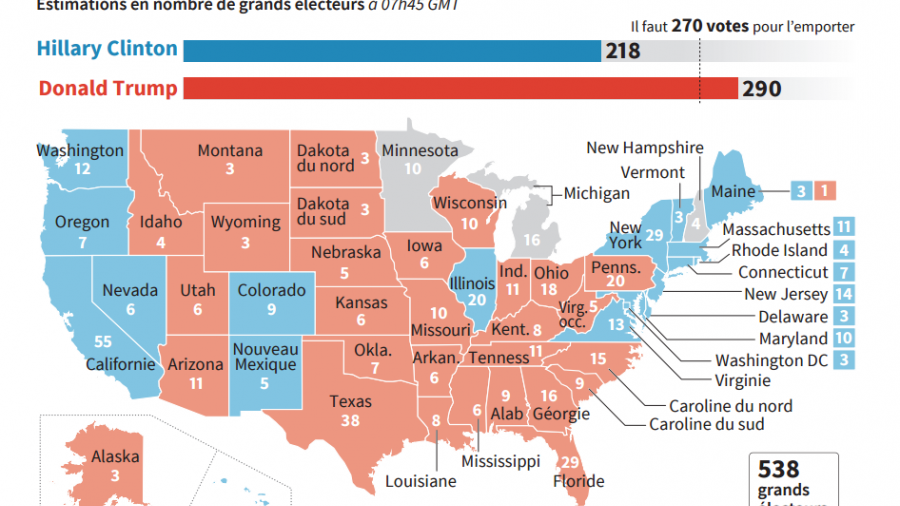 Estimations en nombre de grands électeurs à 07h45 GMT
Il faut 270 votes pour l'emporter
Hillary Clinton
218
Donald Trump
290
Washington
12
Montana
3
Dakota
du nord
3
Minnesota
10
New Hampshire
4
Vermont
3
Michigan
16
Maine
3
1
Oregon
7
Idaho
4
Wyoming
3
Dakota
du sud
3
Wisconsin
10
New
York
29
Massachusetts
11
Rhode Island
4
Connecticut
7
New Jersey
14
Delaware
3
Maryland
10
Washington DC
3
Virginie
13
Nebraska
5
Iowa
6
Illinois
20
Ind.
11
Ohio
18
Penns.
20
Nevada
6
Utah
6
Colorado
9
Kansas
6
10
Missouri
Kent. 8
Virg.
occ.
5
55
Californie
Arizona
11
Nouveau
Mexique
5
Okla.
7
Arkan.
6
Tenness
11
15
Caroline du nord
9
Caroline du sud
Texas
38
8
Louisiane
6
Mississippi
9
Alab
16
Géorgie
29
Floride
Alaska
3
538
grands
électeurs